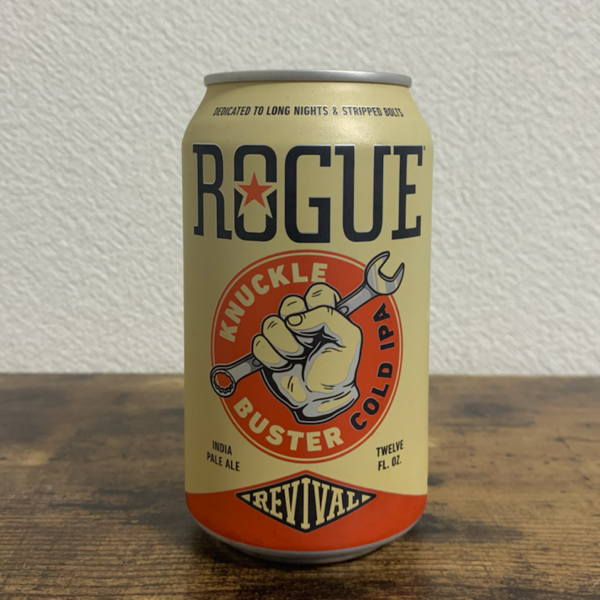 DEDICATED TO LONG NIGHTS & STRIPPED BOLTS
ROGUE
KNUCKLE
BUSTER
COLD IPA
INDIA
PALE ALE
TWELVE
FL. OZ.
REVIVAL